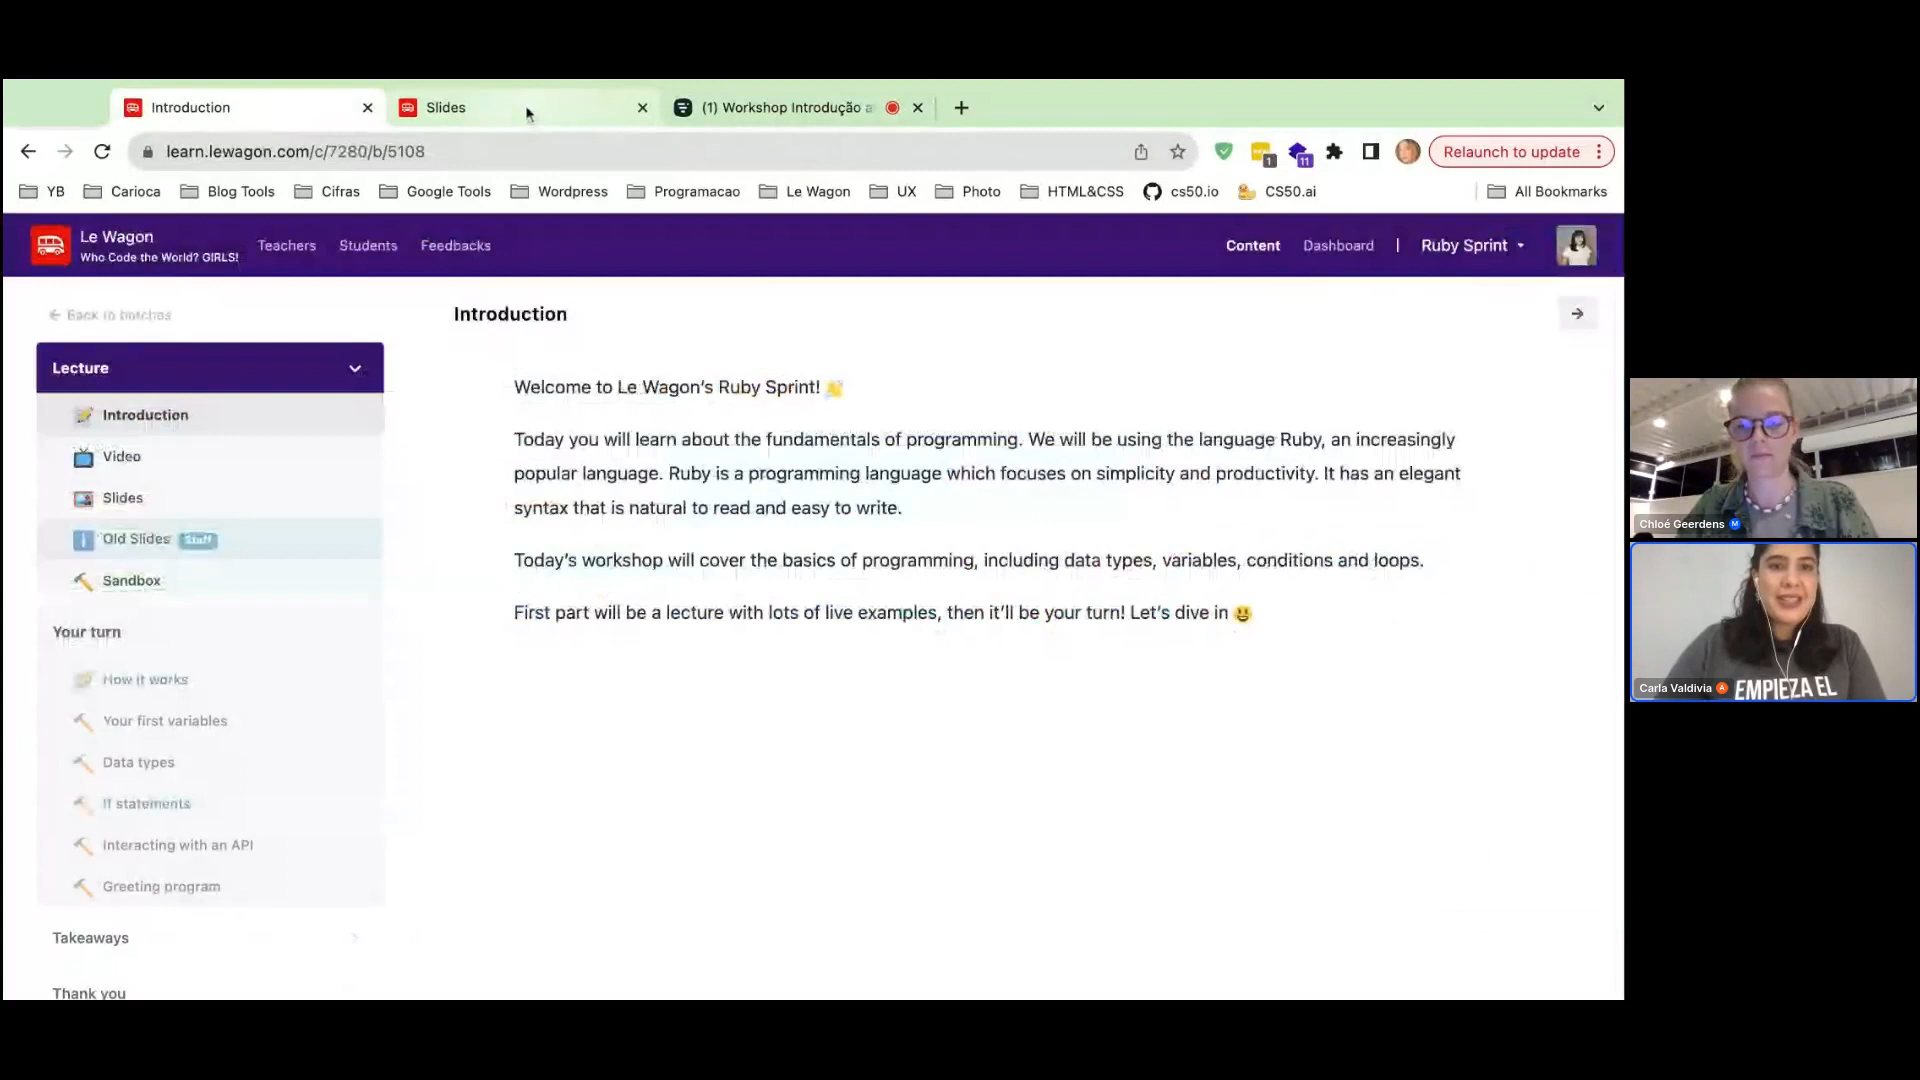 Introduction
Slides
(1) Workshop Introdução a
learn.lewagon.com/c/7280/b/5108
1
11
Relaunch to update
YB
Carioca
Blog Tools
Cifras
Google Tools
Wordpress
Programacao
Le Wagon
UX
Photo
HTML&CSS
cs50.io
CS50.ai
All Bookmarks
Le Wagon
Who Code the World? GIRLS!
Teachers
Students
Feedbacks
Content
Dashboard
Ruby Sprint
Back to batches
Lecture
Introduction
Video
Slides
Old Slides Staff
Sandbox
Your turn
How it works
Your first variables
Data types
If statements
Interacting with an API
Greeting program
Takeaways
Thank you
Introduction
Welcome to Le Wagon’s Ruby Sprint! 👋
Today you will learn about the fundamentals of programming. We will be using the language Ruby, an increasingly
popular language. Ruby is a programming language which focuses on simplicity and productivity. It has an elegant
syntax that is natural to read and easy to write.
Today’s workshop will cover the basics of programming, including data types, variables, conditions and loops.
First part will be a lecture with lots of live examples, then it’ll be your turn! Let’s dive in 😃
Chloé Geerdens M
Carla Valdivia A
EMPIEZA EL